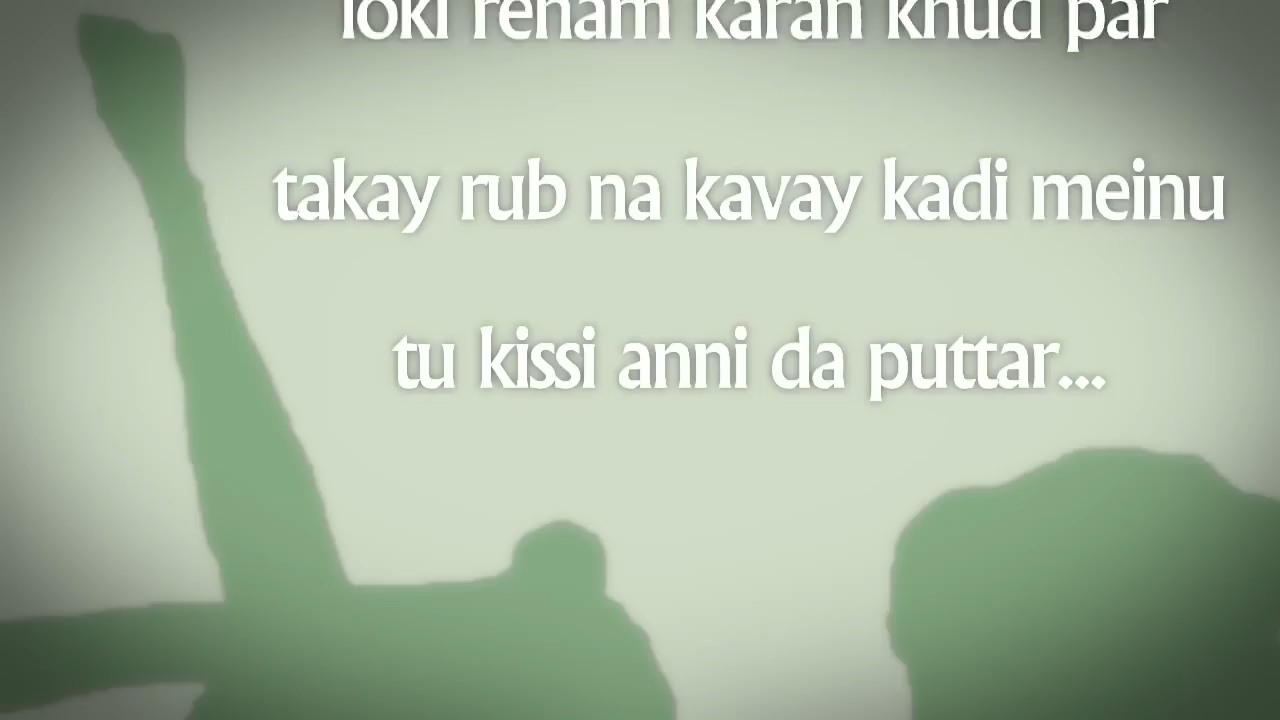 loki reham karan khud par
takay rub na kavay kadi meinu
tu kissi anni da puttar...